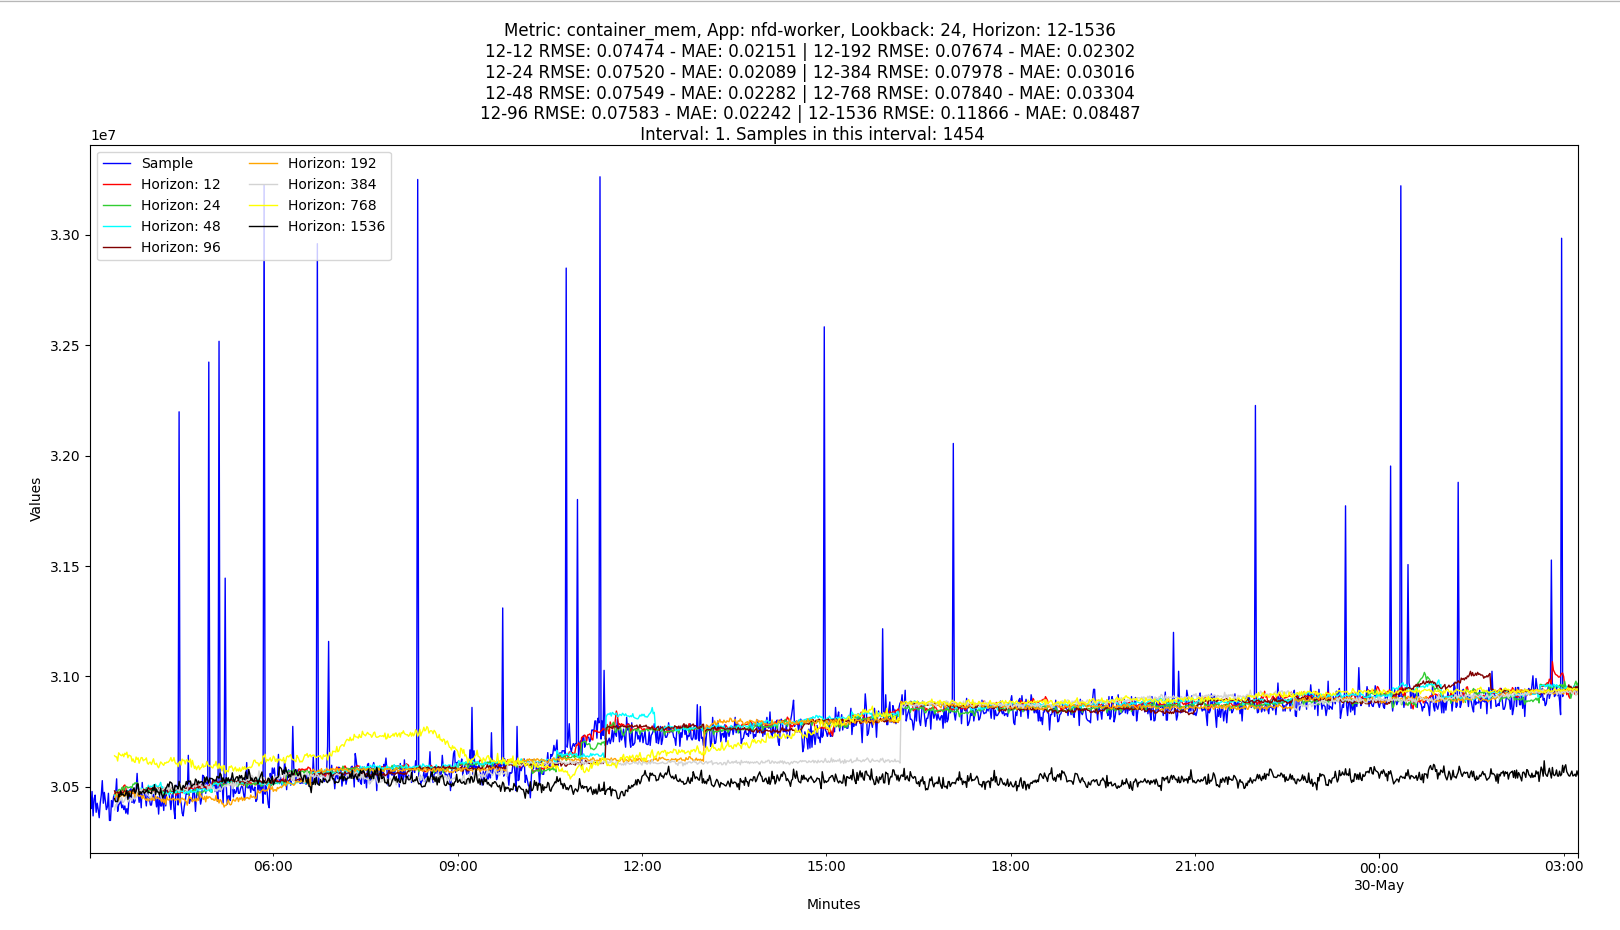 Metric: container_mem, App: nfd-worker, Lookback: 24, Horizon: 12-1536
12-12 RMSE: 0.07474 - MAE: 0.02151 | 12-192 RMSE: 0.07674 - MAE: 0.02302
12-24 RMSE: 0.07520 - MAE: 0.02089 | 12-384 RMSE: 0.07978 - MAE: 0.03016
12-48 RMSE: 0.07549 - MAE: 0.02282 | 12-768 RMSE: 0.07840 - MAE: 0.03304
12-96 RMSE: 0.07583 - MAE: 0.02242 | 12-1536 RMSE: 0.11866 - MAE: 0.08487
Interval: 1. Samples in this interval: 1454
1e7
Sample
Horizon: 12
Horizon: 24
Horizon: 48
Horizon: 96
Horizon: 192
Horizon: 384
Horizon: 768
Horizon: 1536
3.30
3.25
3.20
3.15
3.10
3.05
Values
06:00
09:00
12:00
15:00
18:00
21:00
00:00
30-May
03:00
Minutes